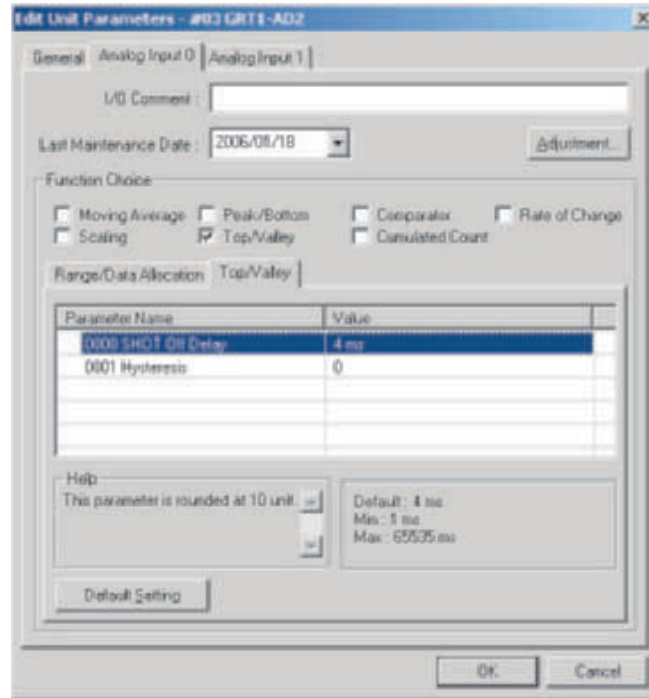 Edit Unit Parameters - #03 GRT1-AD2
General Analog Input 0 Analog Input 1
I/O Comment :
Last Maintenance Date : 2006/01/18 Adjustment...
Function Choice
Moving Average Peak/Bottom Comparator Rate of Change
Scaling Top/Valley Cumulated Count
Range/Data Allocation Top/Valley
Parameter Name Value
0000 SHOT Off Delay 4 ms
0001 Hysteresis 0
Help
This parameter is rounded at 10 unit.
Default : 4 ms
Min : 1 ms
Max : 65535 ms
Default Setting
OK Cancel